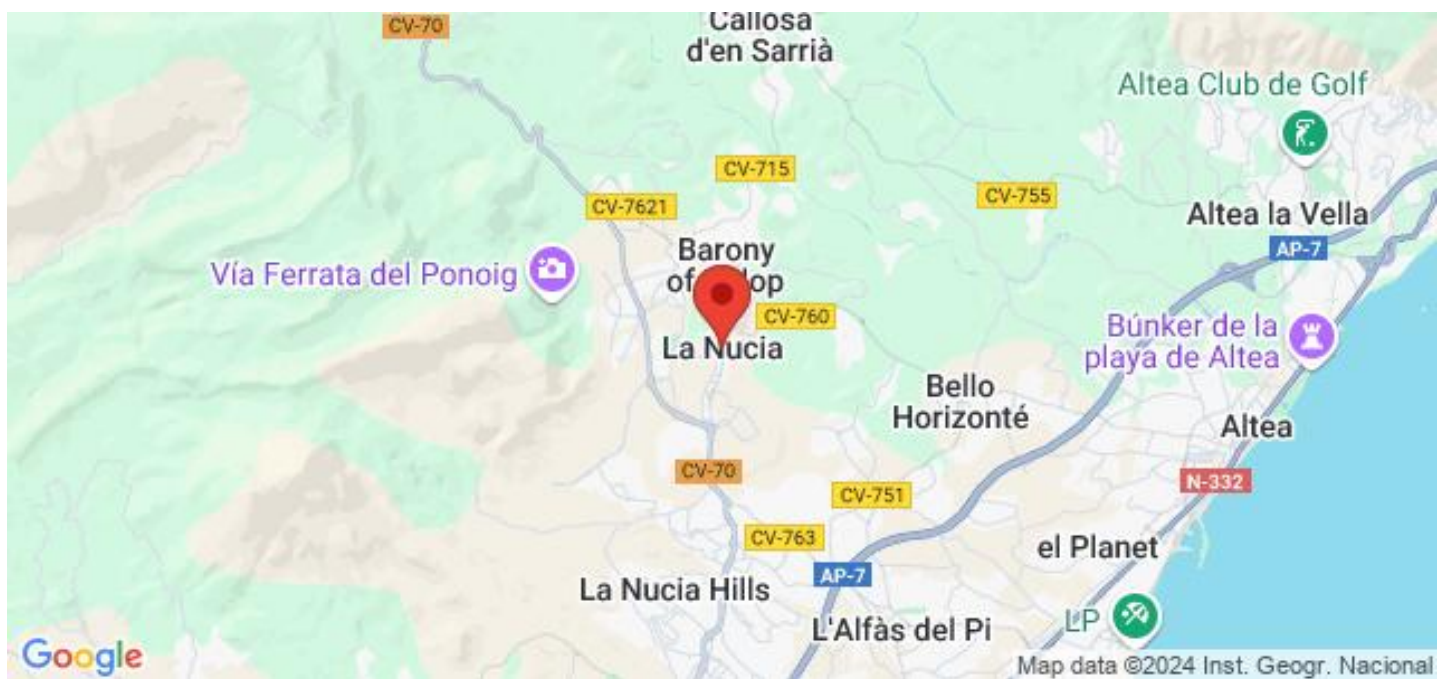 CV-70
Callosa
d'en Sarrià
Altea Club de Golf
CV-715
CV-755
CV-7621
Altea la Vella
AP-7
Barony
of
op
Vía Ferrata del Ponoig
CV-760
La Nucia
Búnker de la
playa de Altea
Bello
Horizonté
Altea
CV-70
N-332
CV-751
CV-763
el Planet
AP-7
La Nucia Hills
L'Alfàs del Pi
LP
Google
Map data ©2024 Inst. Geogr. Nacional